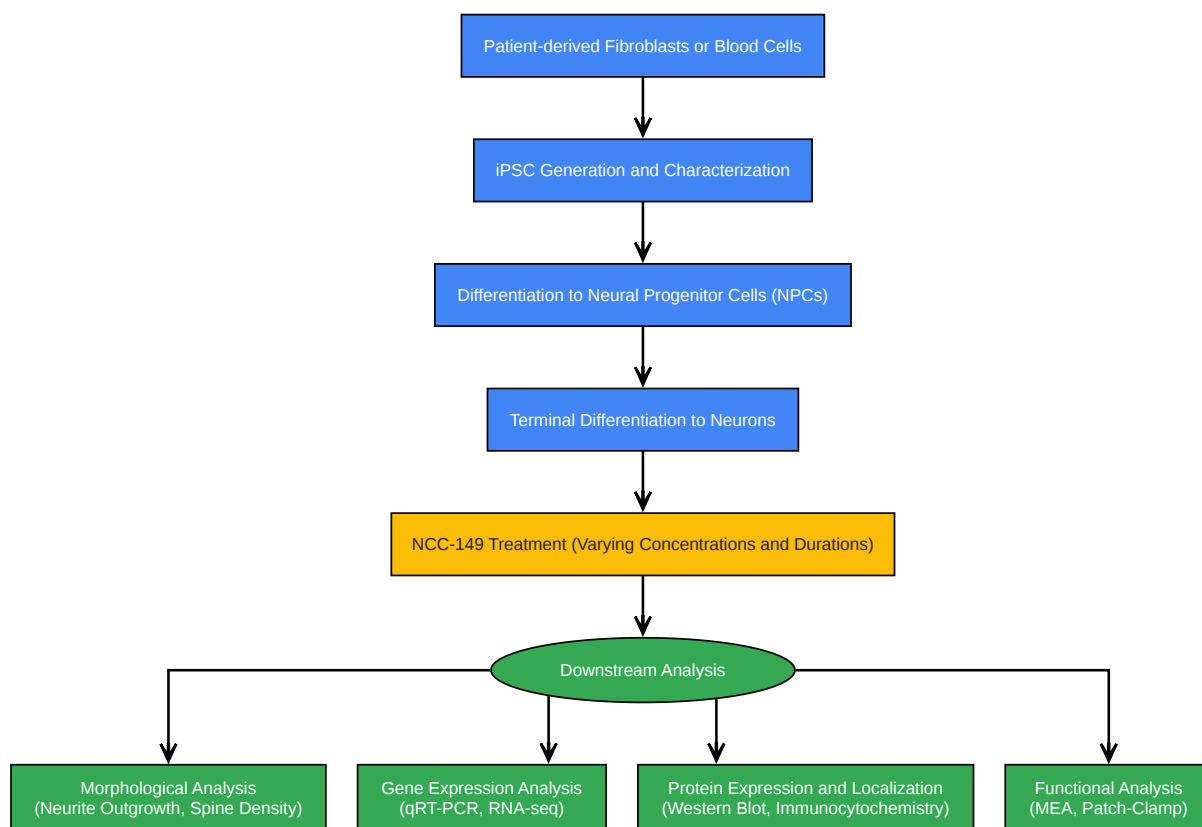 Patient-derived Fibroblasts or Blood Cells
iPSC Generation and Characterization
Differentiation to Neural Progenitor Cells (NPCs)
Terminal Differentiation to Neurons
NCC-149 Treatment (Varying Concentrations and Durations)
Downstream Analysis
Morphological Analysis
(Neurite Outgrowth, Spine Density)
Gene Expression Analysis
(qRT-PCR, RNA-seq)
Protein Expression and Localization
(Western Blot, Immunocytochemistry)
Functional Analysis
(MEA, Patch-Clamp)